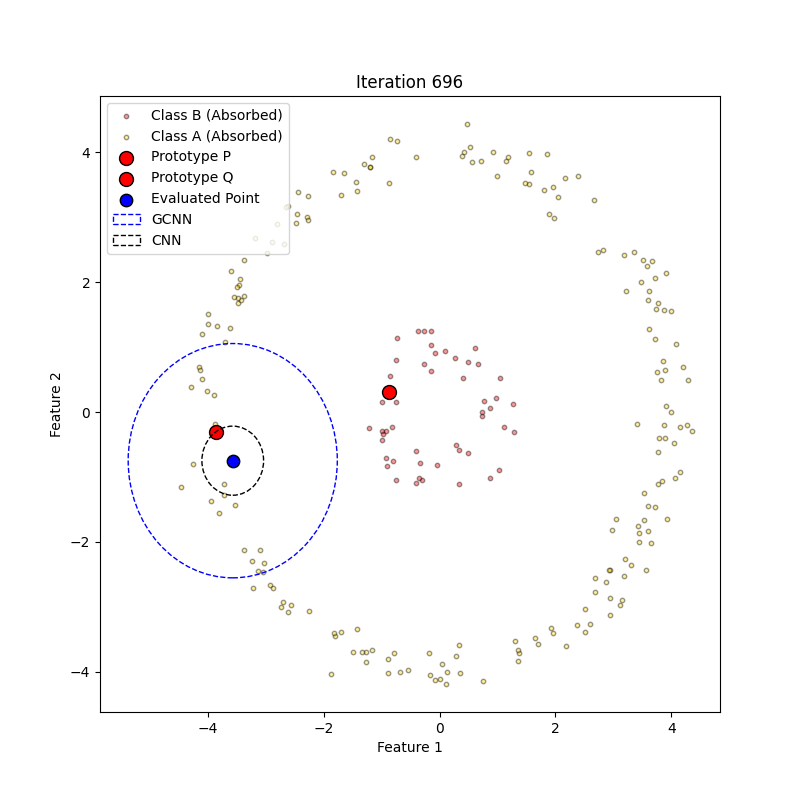 Iteration 696
Class B (Absorbed)
Class A (Absorbed)
Prototype P
Prototype Q
Evaluated Point
GCNN
CNN
4
2
0
−2
−4
Feature 2
−4
−2
0
2
4
Feature 1